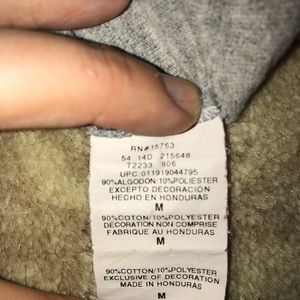 RN#15763
54 14D 215648
T2233 806
UPC: 011919044795
90%ALGODON/10%POLIESTER
EXCEPTO DECORACION
HECHO EN HONDURAS
M
90%COTON/10%POLYESTER
DECORATION NON COMPRISE
FABRIQUE AU HONDURAS
M
90%COTTON/10%POLYESTER
EXCLUSIVE OF DECORATION
MADE IN HONDURAS
M